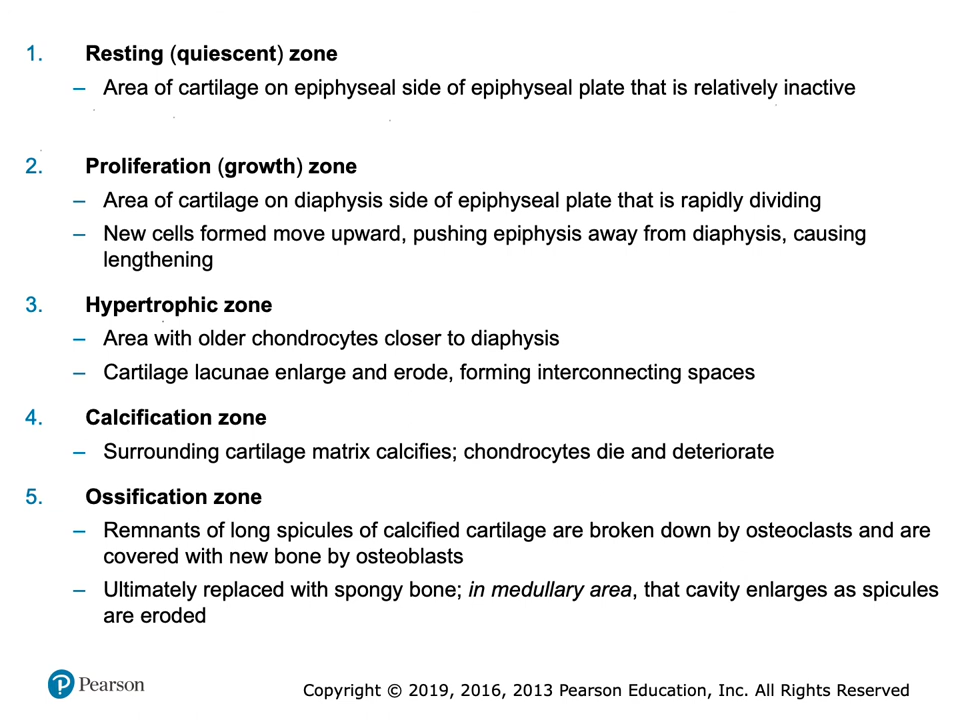 1. Resting (quiescent) zone
– Area of cartilage on epiphyseal side of epiphyseal plate that is relatively inactive
2. Proliferation (growth) zone
– Area of cartilage on diaphysis side of epiphyseal plate that is rapidly dividing
– New cells formed move upward, pushing epiphysis away from diaphysis, causing
lengthening
3. Hypertrophic zone
– Area with older chondrocytes closer to diaphysis
– Cartilage lacunae enlarge and erode, forming interconnecting spaces
4. Calcification zone
– Surrounding cartilage matrix calcifies; chondrocytes die and deteriorate
5. Ossification zone
– Remnants of long spicules of calcified cartilage are broken down by osteoclasts and are
covered with new bone by osteoblasts
– Ultimately replaced with spongy bone; in medullary area, that cavity enlarges as spicules
are eroded
P Pearson
Copyright © 2019, 2016, 2013 Pearson Education, Inc. All Rights Reserved